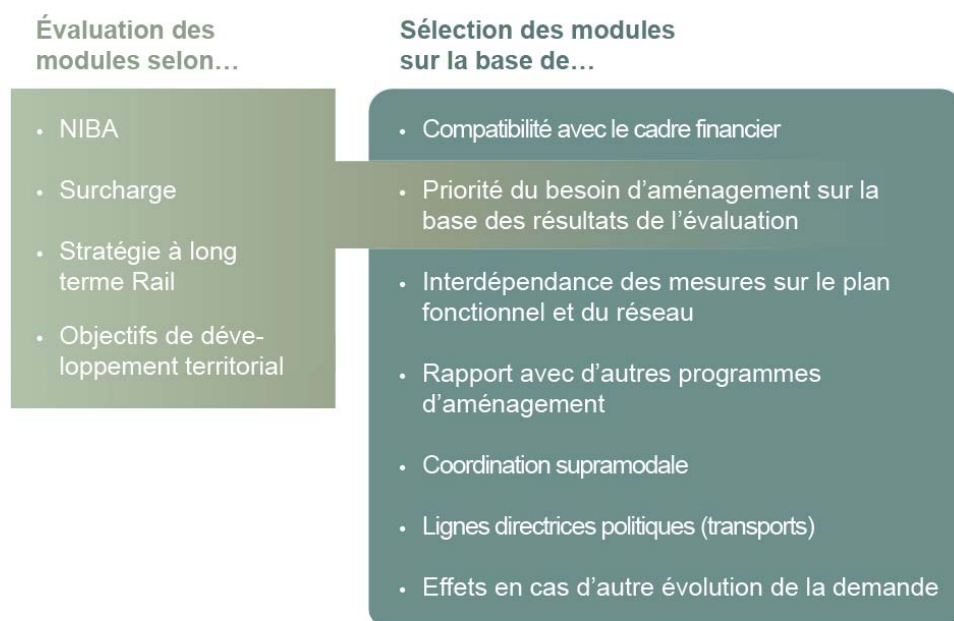 Évaluation des
modules selon…
• NIBA
• Surcharge
• Stratégie à long
terme Rail
• Objectifs de déve-
loppement territorial
Sélection des modules
sur la base de…
• Compatibilité avec le cadre financier
• Priorité du besoin d’aménagement sur la
base des résultats de l’évaluation
• Interdépendance des mesures sur le plan
fonctionnel et du réseau
• Rapport avec d’autres programmes
d’aménagement
• Coordination supramodale
• Lignes directrices politiques (transports)
• Effets en cas d’autre évolution de la demande